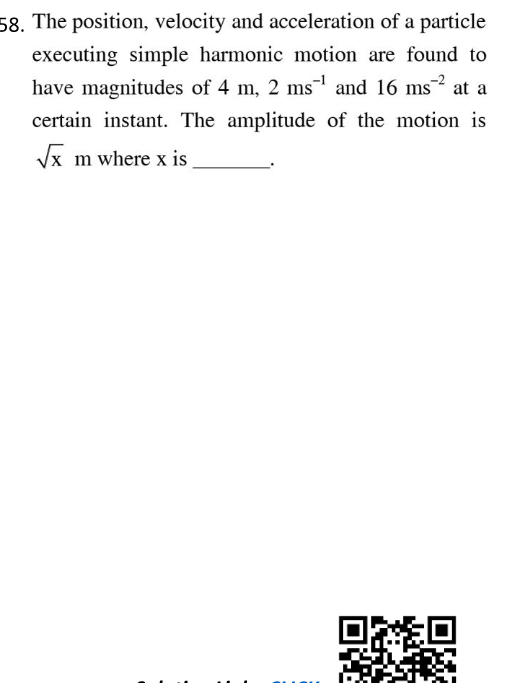 58. The position, velocity and acceleration of a particle
executing simple harmonic motion are found to
have magnitudes of 4 m, 2 ms⁻¹ and 16 ms⁻² at a
certain instant. The amplitude of the motion is
√x m where x is _______.